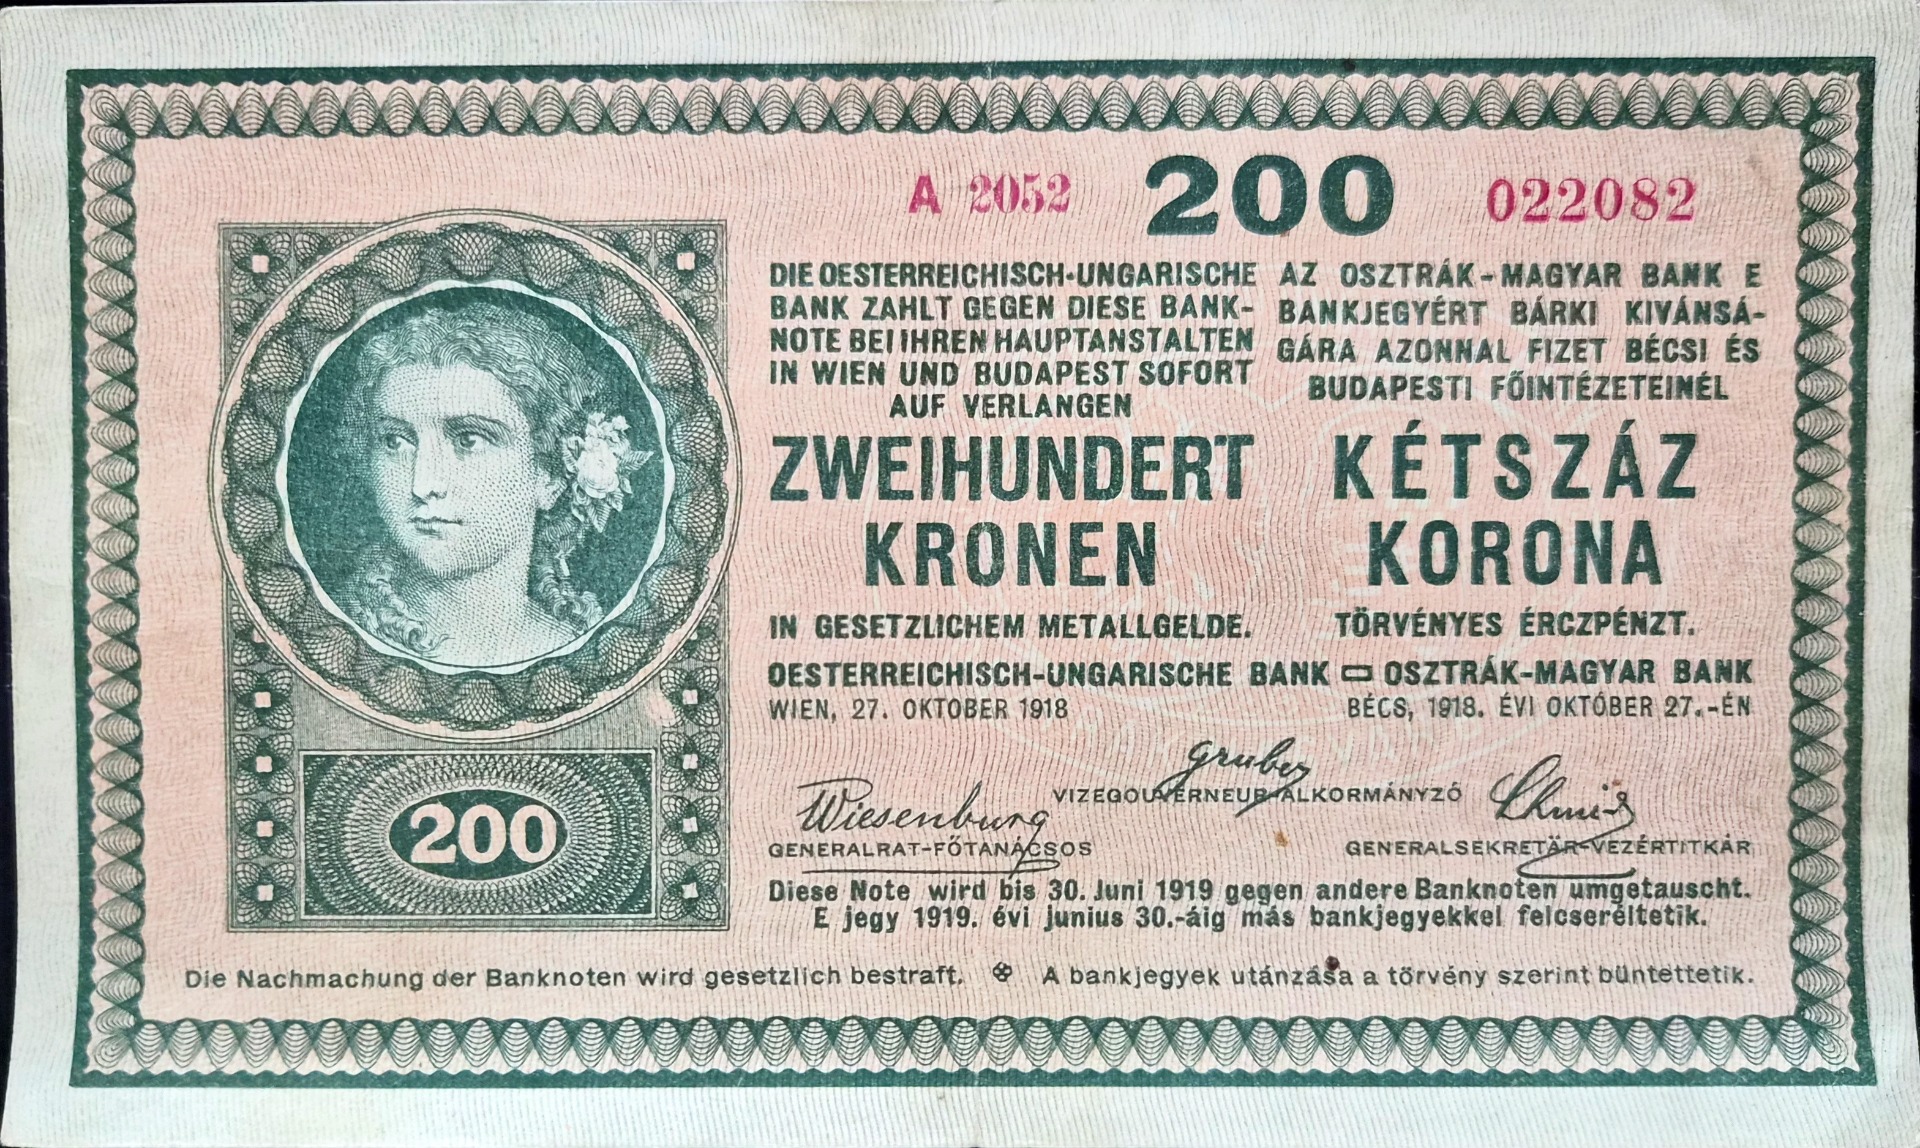 A 2052 200 022082
DIE OESTERREICHISCH-UNGARISCHE
BANK ZAHLT GEGEN DIESE BANK-
NOTE BEI IHREN HAUPTANSTALTEN
IN WIEN UND BUDAPEST SOFORT
AUF VERLANGEN
ZWEIHUNDERT
KRONEN
IN GESETZLICHEM METALLGELDE.
AZ OSZTRÁK-MAGYAR BANK E
BANKJEGYÉRT BÁRKI KIVÁNSÁ-
GÁRA AZONNAL FIZET BÉCSI ÉS
BUDAPESTI FŐINTÉZETEINÉL
KÉTSZÁZ
KORONA
TÖRVÉNYES ÉRCZPÉNZT.
OESTERREICHISCH-UNGARISCHE BANK OSZTRÁK-MAGYAR BANK
WIEN, 27. OKTOBER 1918 BÉCS, 1918. ÉVI OKTÓBER 27.-ÉN
Gruber
VIZEGOUVERNEUR-ALKORMÁNYZÓ
Wiesenburg
GENERALRAT-FŐTANÁCSOS
Schmid
GENERALSEKRETÄR-VEZÉRTITKÁR
200
Diese Note wird bis 30. Juni 1919 gegen andere Banknoten umgetauscht.
E jegy 1919. évi junius 30.-áig más bankjegyekkel felcseréltetik.
Die Nachmachung der Banknoten wird gesetzlich bestraft. A bankjegyek utánzása a törvény szerint büntettetik.